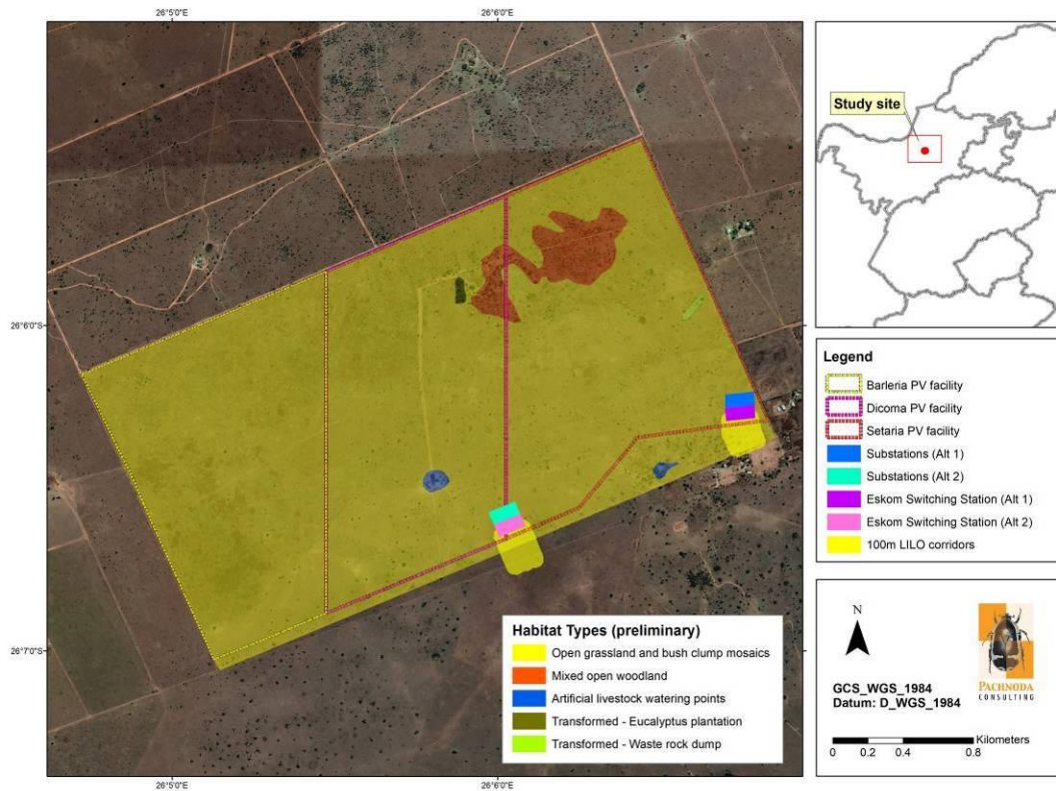 26°5'0"E
26°6'0"E
26°6'0"S
26°7'0"S
26°5'0"E
26°6'0"E
Habitat Types (preliminary)
Open grassland and bush clump mosaics
Mixed open woodland
Artificial livestock watering points
Transformed - Eucalyptus plantation
Transformed - Waste rock dump
Study site
Legend
Barleria PV facility
Dicoma PV facility
Setaria PV facility
Substations (Alt 1)
Substations (Alt 2)
Eskom Switching Station (Alt 1)
Eskom Switching Station (Alt 2)
100m LILO corridors
N
PACHNODA
CONSULTING
GCS_WGS_1984
Datum: D_WGS_1984
Kilometers
0 0.2 0.4 0.8